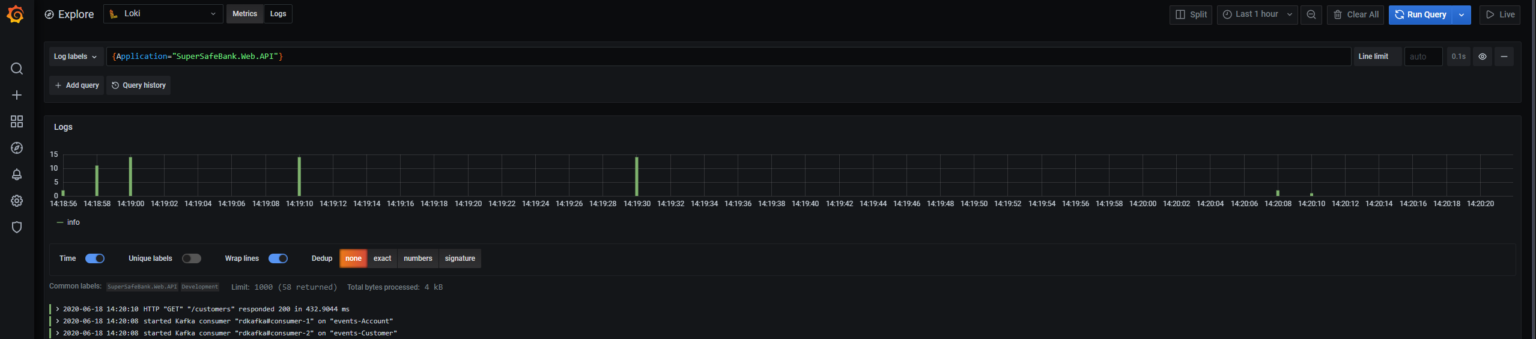 Explore Loki Metrics Logs Split Last 1 hour Clear All Run Query Live
Log labels {Application="SuperSafeBank.Web.API"} Line limit auto 0.1s
+ Add query Query history
Logs
15
10
5
0
14:18:56 14:18:58 14:19:00 14:19:02 14:19:04 14:19:06 14:19:08 14:19:10 14:19:12 14:19:14 14:19:16 14:19:18 14:19:20 14:19:22 14:19:24 14:19:26 14:19:28 14:19:30 14:19:32 14:19:34 14:19:36 14:19:38 14:19:40 14:19:42 14:19:44 14:19:46 14:19:48 14:19:50 14:19:52 14:19:54 14:19:56 14:19:58 14:20:00 14:20:02 14:20:04 14:20:06 14:20:08 14:20:10 14:20:12 14:20:14 14:20:16 14:20:18 14:20:20
info
Time Unique labels Wrap lines Dedup none exact numbers signature
Common labels: SuperSafeBank.Web.API Development Limit: 1000 (58 returned) Total bytes processed: 4 kB
> 2020-06-18 14:20:10 HTTP "GET" "/customers" responded 200 in 432.9044 ms
> 2020-06-18 14:20:08 started Kafka consumer "rdkafka#consumer-1" on "events-Account"
> 2020-06-18 14:20:08 started Kafka consumer "rdkafka#consumer-2" on "events-Customer"